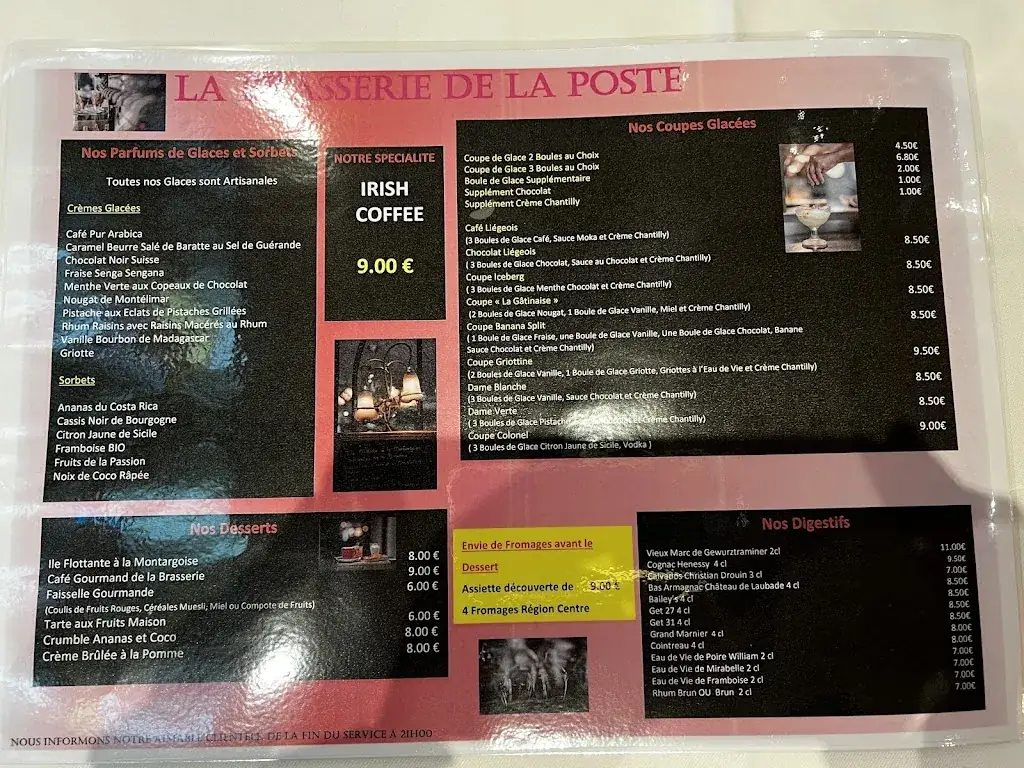 LA BRASSERIE DE LA POSTE
Nos Parfums de Glaces et Sorbets
Toutes nos Glaces sont Artisanales
Crèmes Glacées
Café Pur Arabica
Caramel Beurre Salé de Baratte au Sel de Guérande
Chocolat Noir Suisse
Fraise Senga Sengana
Menthe Verte aux Copeaux de Chocolat
Nougat de Montélimar
Pistache aux Eclats de Pistaches Grillées
Rhum Raisins avec Raisins Macérés au Rhum
Vanille Bourbon de Madagascar
Griotte
Sorbets
Ananas du Costa Rica
Cassis Noir de Bourgogne
Citron Jaune de Sicile
Framboise BIO
Fruits de la Passion
Noix de Coco Râpée
NOTRE SPECIALITE
IRISH
COFFEE
9.00 €
Nos Coupes Glacées
Coupe de Glace 2 Boules au Choix 4.50€
Coupe de Glace 3 Boules au Choix 6.80€
Boule de Glace Supplémentaire 2.00€
Supplément Chocolat 1.00€
Supplément Crème Chantilly 1.00€
Café Liégeois
(3 Boules de Glace Café, Sauce Moka et Crème Chantilly) 8.50€
Chocolat Liégeois
( 3 Boules de Glace Chocolat, Sauce au Chocolat et Crème Chantilly) 8.50€
Coupe Iceberg
( 3 Boules de Glace Menthe Chocolat et Crème Chantilly) 8.50€
Coupe « La Gâtinaise »
(2 Boules de Glace Nougat, 1 Boule de Glace Vanille, Miel et Crème Chantilly) 8.50€
Coupe Banana Split
( 1 Boule de Glace Fraise, une Boule de Glace Vanille, Une Boule de Glace Chocolat, Banane
Sauce Chocolat et Crème Chantilly) 9.50€
Coupe Griottine
(2 Boules de Glace Vanille, 1 Boule de Glace Griotte, Griottes à l'Eau de Vie et Crème Chantilly) 8.50€
Dame Blanche
(3 Boules de Glace Vanille, Sauce Chocolat et Crème Chantilly) 8.50€
Dame Verte
( 3 Boules de Glace Pistache et Crème Chantilly) 9.00€
Coupe Colonel
( 3 Boules de Glace Citron Jaune de Sicile, Vodka )
Nos Desserts
Ile Flottante à la Montargoise 8.00 €
Café Gourmand de la Brasserie 9.00 €
Faisselle Gourmande 6.00 €
(Coulis de Fruits Rouges, Céréales Muesli, Miel ou Compote de Fruits)
Tarte aux Fruits Maison 6.00 €
Crumble Ananas et Coco 8.00 €
Crème Brûlée à la Pomme 8.00 €
Envie de Fromages avant le
Dessert
Assiette découverte de 9.00 €
4 Fromages Région Centre
Nos Digestifs
Vieux Marc de Gewurztraminer 2cl 11.00€
Cognac Henessy 4 cl 9.50€
Calvados Christian Drouin 3 cl 7.00€
Bas Armagnac Château de Laubade 4 cl 8.50€
Bailey's 4 cl 8.50€
Get 27 4 cl 8.50€
Get 31 4 cl 8.50€
Grand Marnier 4 cl 8.00€
Cointreau 4 cl 8.00€
Eau de Vie de Poire William 2 cl 7.00€
Eau de Vie de Mirabelle 2 cl 7.00€
Eau de Vie de Framboise 2 cl 7.00€
Rhum Brun OU Brun 2 cl 7.00€
NOUS INFORMONS NOTRE AIMABLE CLIENTELE DE LA FIN DU SERVICE À 21H00